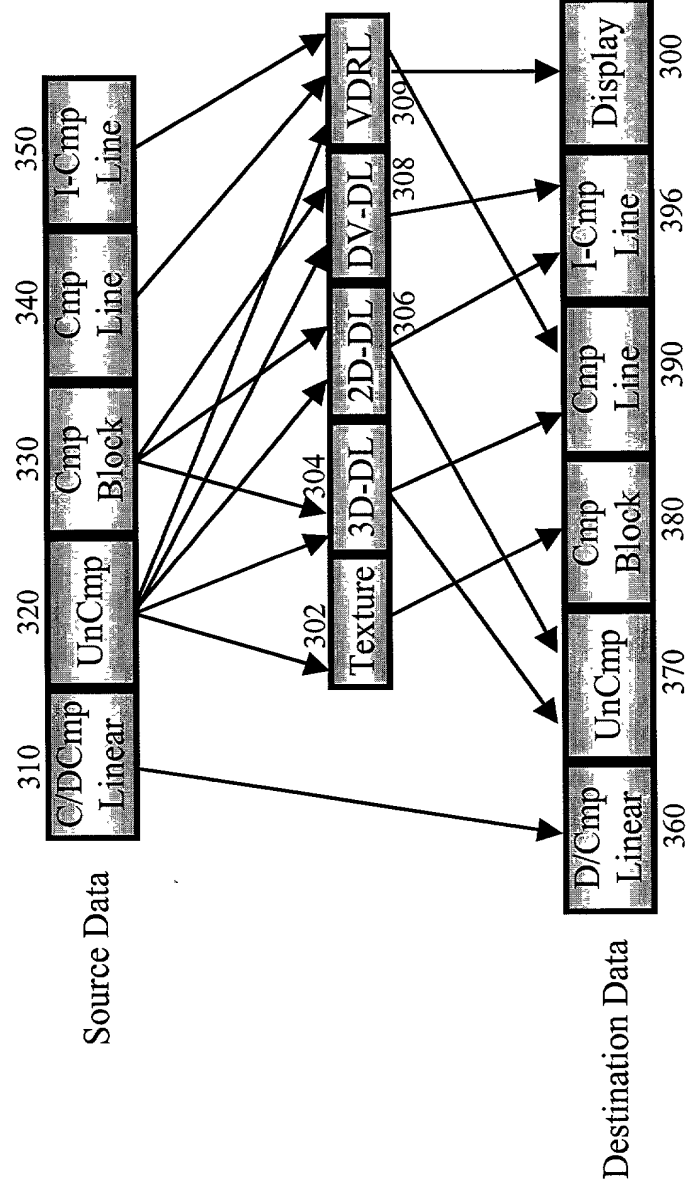 310
320
330
340
350
Source Data
C/DCmp
Linear
UnCmp
Cmp
Block
Cmp
Line
I-Cmp
Line
302
304
Texture
3D-DL
2D-DL
DV-DL
VDRL
306
308
309
Destination Data
D/Cmp
Linear
UnCmp
Cmp
Block
Cmp
Line
I-Cmp
Line
Display
360
370
380
390
396
300